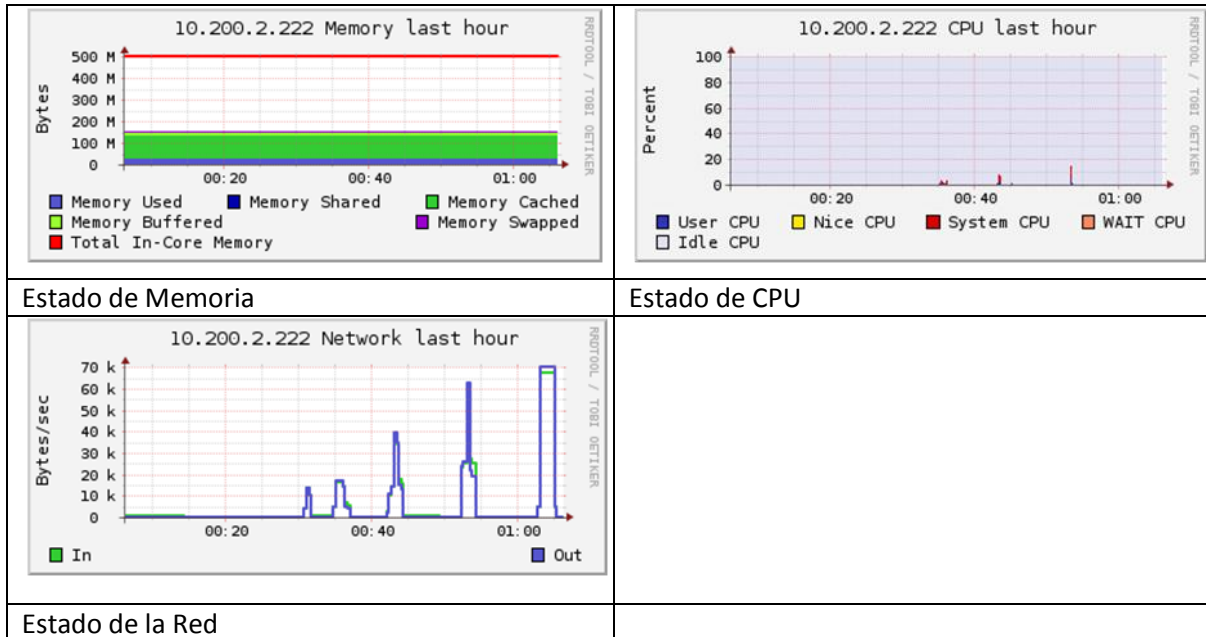 10.200.2.222 Memory last hour
RRDTOOL / TOBI OETIKER
Bytes
500 M
400 M
300 M
200 M
100 M
0
00:20 00:40 01:00
Memory Used Memory Shared Memory Cached
Memory Buffered Memory Swapped
Total In-Core Memory
Estado de Memoria
10.200.2.222 CPU last hour
RRDTOOL / TOBI OETIKER
Percent
100
80
60
40
20
0
00:20 00:40 01:00
User CPU Nice CPU System CPU WAIT CPU
Idle CPU
Estado de CPU
10.200.2.222 Network last hour
RRDTOOL / TOBI OETIKER
Bytes/sec
70 k
60 k
50 k
40 k
30 k
20 k
10 k
0
00:20 00:40 01:00
In Out
Estado de la Red